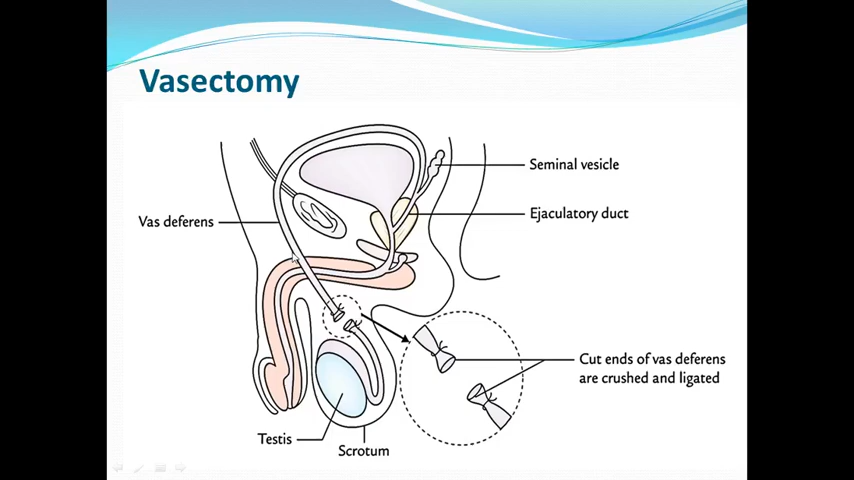 Vasectomy
Seminal vesicle
Ejaculatory duct
Vas deferens
Cut ends of vas deferens
are crushed and ligated
Testis
Scrotum